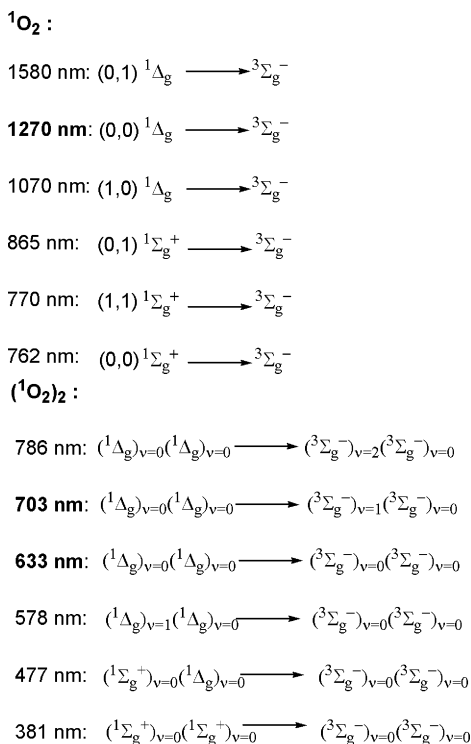 ¹O₂ :
1580 nm: (0,1) ¹Δg ⟶ ³Σg⁻
1270 nm: (0,0) ¹Δg ⟶ ³Σg⁻
1070 nm: (1,0) ¹Δg ⟶ ³Σg⁻
865 nm: (0,1) ¹Σg⁺ ⟶ ³Σg⁻
770 nm: (1,1) ¹Σg⁺ ⟶ ³Σg⁻
762 nm: (0,0) ¹Σg⁺ ⟶ ³Σg⁻
(¹O₂)₂ :
786 nm: (¹Δg)ν=0(¹Δg)ν=0 ⟶ (³Σg⁻)ν=2(³Σg⁻)ν=0
703 nm: (¹Δg)ν=0(¹Δg)ν=0 ⟶ (³Σg⁻)ν=1(³Σg⁻)ν=0
633 nm: (¹Δg)ν=0(¹Δg)ν=0 ⟶ (³Σg⁻)ν=0(³Σg⁻)ν=0
578 nm: (¹Δg)ν=1(¹Δg)ν=0 ⟶ (³Σg⁻)ν=0(³Σg⁻)ν=0
477 nm: (¹Σg⁺)ν=0(¹Δg)ν=0 ⟶ (³Σg⁻)ν=0(³Σg⁻)ν=0
381 nm: (¹Σg⁺)ν=0(¹Σg⁺)ν=0 ⟶ (³Σg⁻)ν=0(³Σg⁻)ν=0